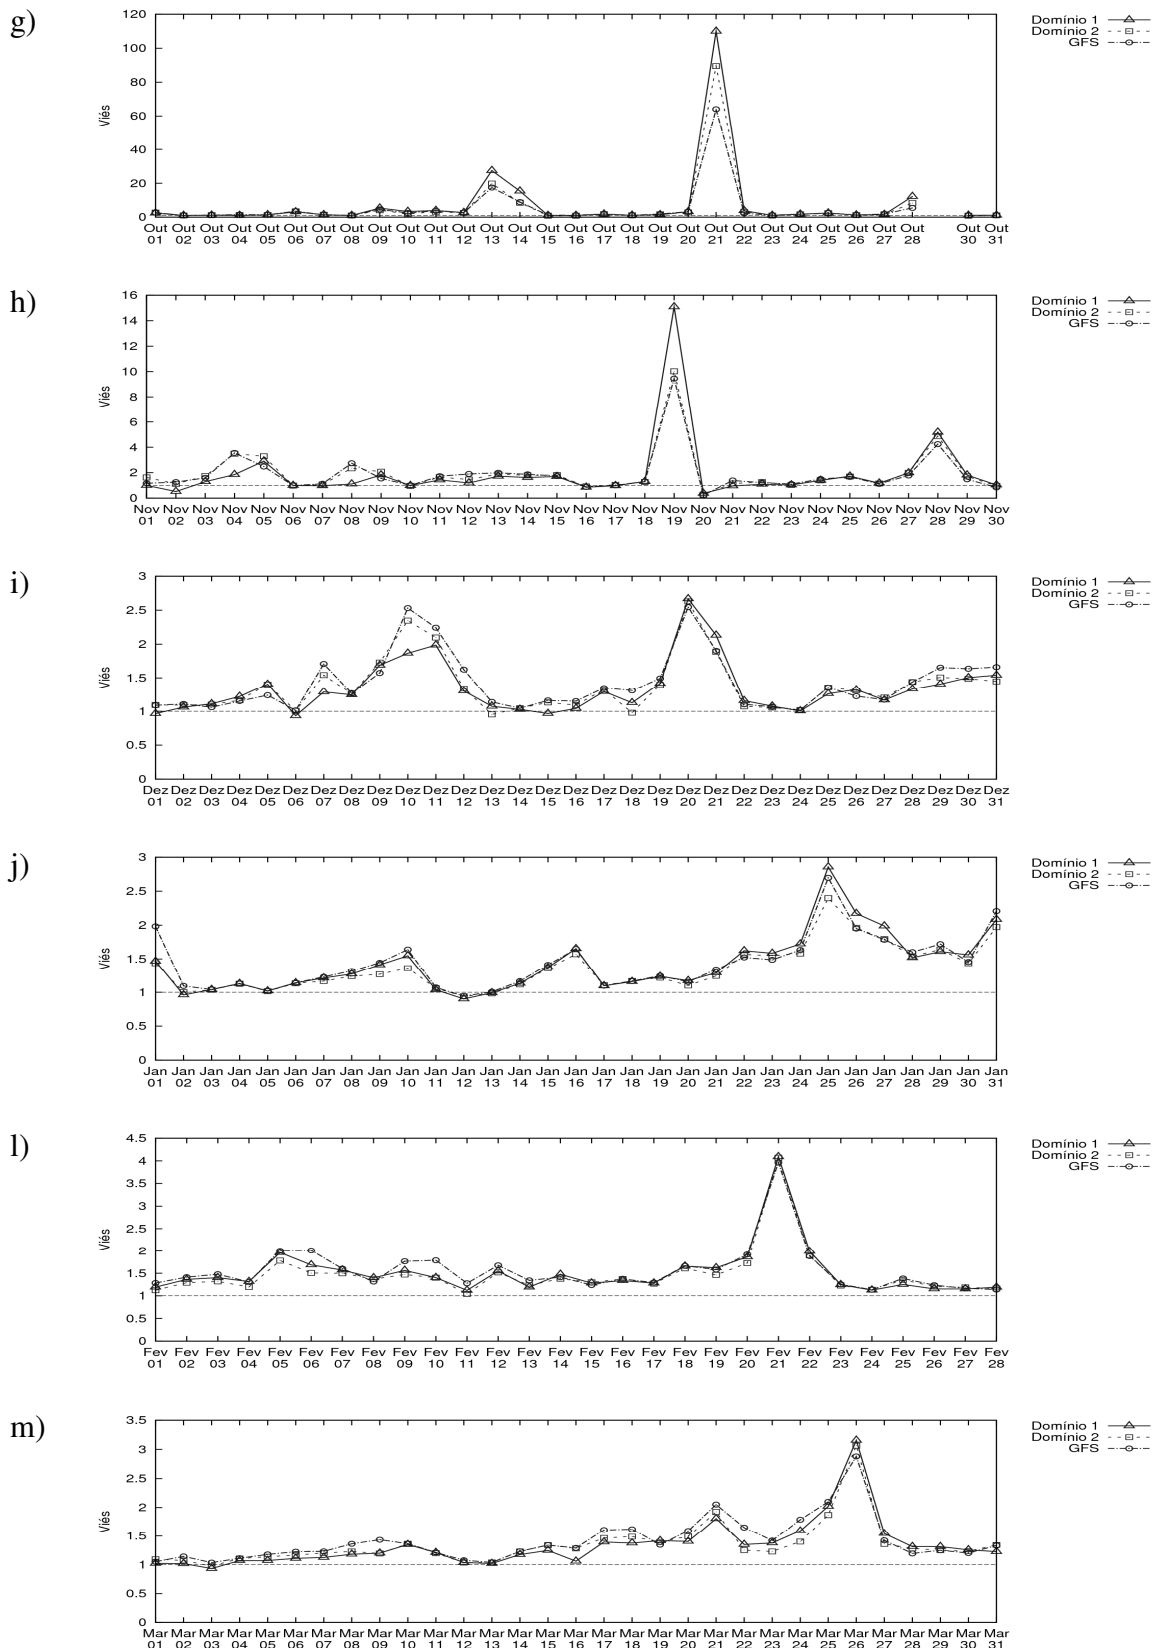 g)
120
100
80
60
40
20
0
Viés
Out Out Out Out Out Out Out Out Out Out Out Out Out Out Out Out Out Out Out Out Out Out Out Out Out Out Out Out Out Out
01 02 03 04 05 06 07 08 09 10 11 12 13 14 15 16 17 18 19 20 21 22 23 24 25 26 27 28 30 31
Domínio 1
Domínio 2
GFS
h)
16
14
12
10
8
6
4
2
0
Viés
Nov Nov Nov Nov Nov Nov Nov Nov Nov Nov Nov Nov Nov Nov Nov Nov Nov Nov Nov Nov Nov Nov Nov Nov Nov Nov Nov Nov Nov Nov
01 02 03 04 05 06 07 08 09 10 11 12 13 14 15 16 17 18 19 20 21 22 23 24 25 26 27 28 29 30
Domínio 1
Domínio 2
GFS
i)
3
2.5
2
1.5
1
0.5
0
Viés
Dez Dez Dez Dez Dez Dez Dez Dez Dez Dez Dez Dez Dez Dez Dez Dez Dez Dez Dez Dez Dez Dez Dez Dez Dez Dez Dez Dez Dez Dez Dez
01 02 03 04 05 06 07 08 09 10 11 12 13 14 15 16 17 18 19 20 21 22 23 24 25 26 27 28 29 30 31
Domínio 1
Domínio 2
GFS
j)
3
2.5
2
1.5
1
0.5
0
Viés
Jan Jan Jan Jan Jan Jan Jan Jan Jan Jan Jan Jan Jan Jan Jan Jan Jan Jan Jan Jan Jan Jan Jan Jan Jan Jan Jan Jan Jan Jan Jan
01 02 03 04 05 06 07 08 09 10 11 12 13 14 15 16 17 18 19 20 21 22 23 24 25 26 27 28 29 30 31
Domínio 1
Domínio 2
GFS
l)
4.5
4
3.5
3
2.5
2
1.5
1
0.5
0
Viés
Fev Fev Fev Fev Fev Fev Fev Fev Fev Fev Fev Fev Fev Fev Fev Fev Fev Fev Fev Fev Fev Fev Fev Fev Fev Fev Fev Fev
01 02 03 04 05 06 07 08 09 10 11 12 13 14 15 16 17 18 19 20 21 22 23 24 25 26 27 28
Domínio 1
Domínio 2
GFS
m)
3.5
3
2.5
2
1.5
1
0.5
0
Viés
Mar Mar Mar Mar Mar Mar Mar Mar Mar Mar Mar Mar Mar Mar Mar Mar Mar Mar Mar Mar Mar Mar Mar Mar Mar Mar Mar Mar Mar Mar Mar
01 02 03 04 05 06 07 08 09 10 11 12 13 14 15 16 17 18 19 20 21 22 23 24 25 26 27 28 29 30 31
Domínio 1
Domínio 2
GFS